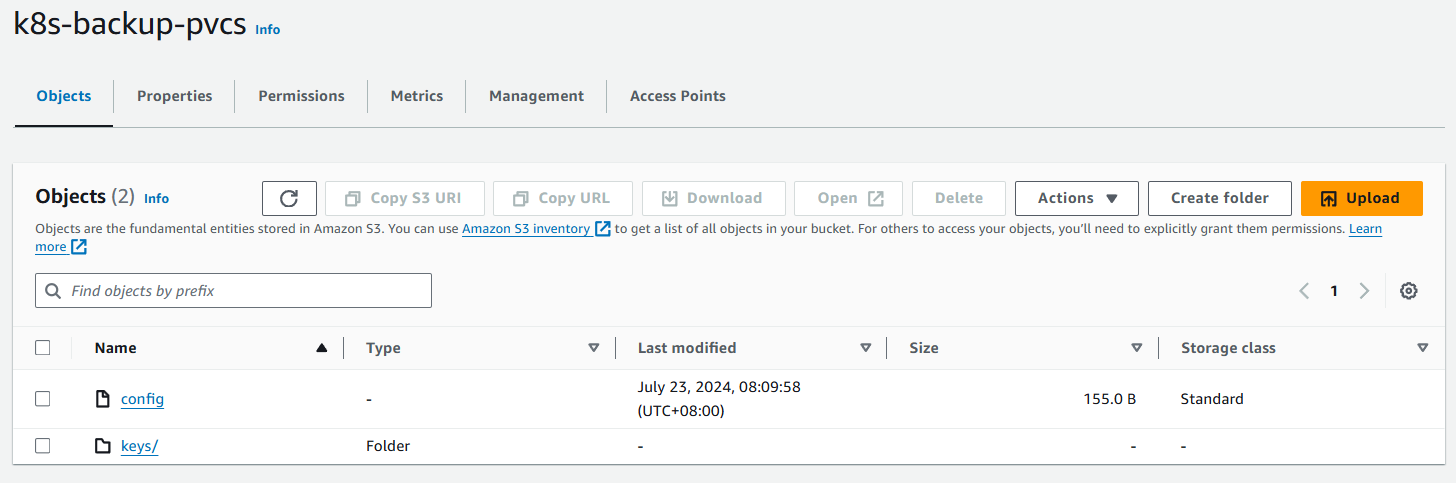 k8s-backup-pvcs Info
Objects Properties Permissions Metrics Management Access Points
Objects (2) Info Copy S3 URI Copy URL Download Open Delete Actions Create folder Upload
Objects are the fundamental entities stored in Amazon S3. You can use Amazon S3 inventory to get a list of all objects in your bucket. For others to access your objects, you’ll need to explicitly grant them permissions. Learn
more
Find objects by prefix 1
Name Type Last modified Size Storage class
config - July 23, 2024, 08:09:58 (UTC+08:00) 155.0 B Standard
keys/ Folder - - -